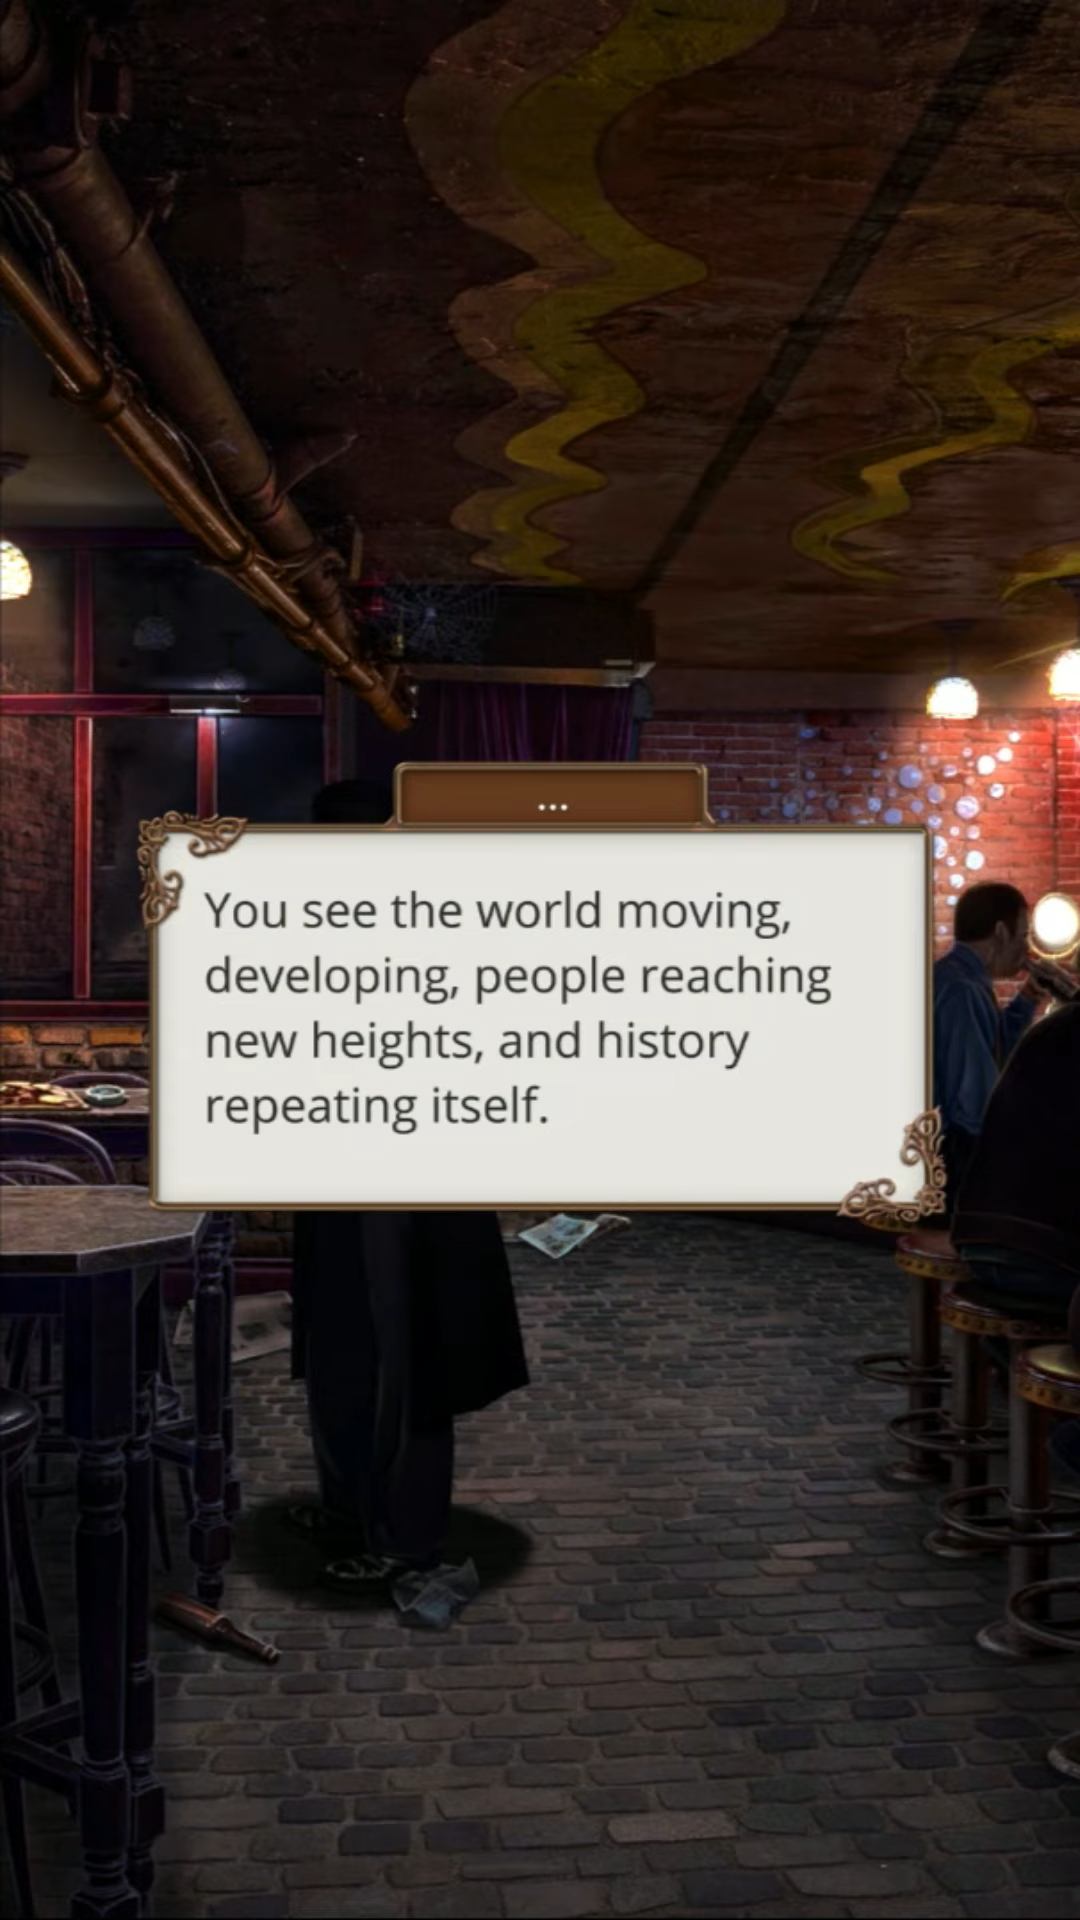 ...
You see the world moving,
developing, people reaching
new heights, and history
repeating itself.